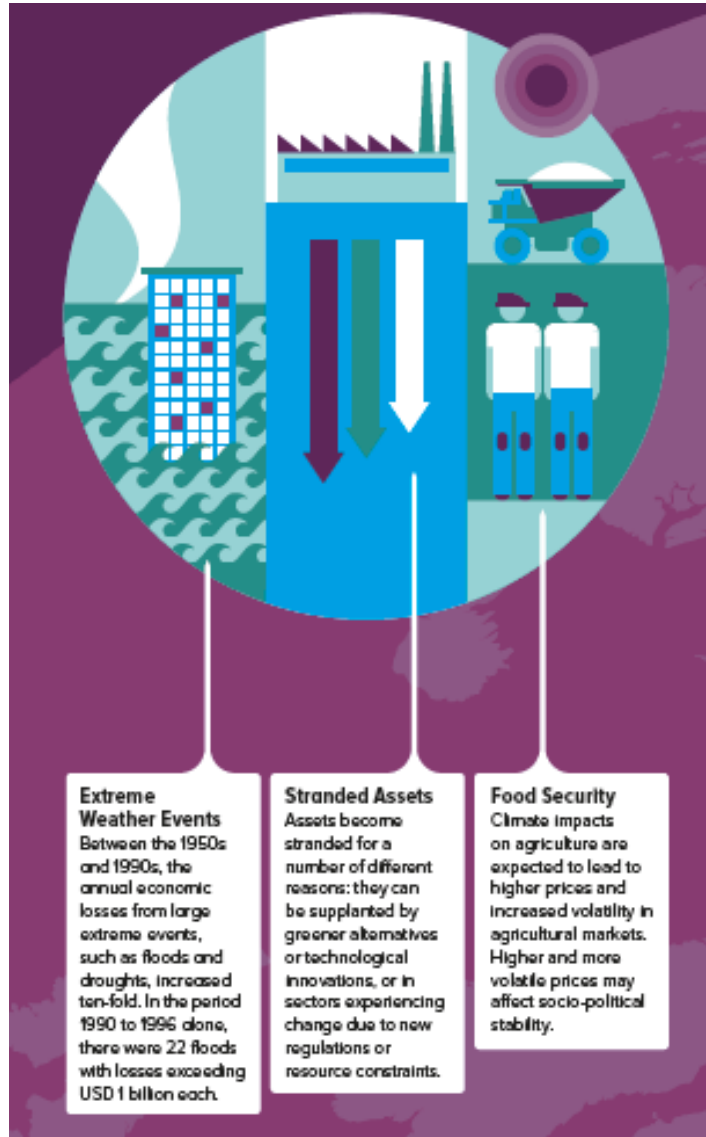 Extreme
Weather Events
Between the 1950s
and 1990s, the
annual economic
losses from large
extreme events,
such as floods and
droughts, increased
ten-fold. In the period
1990 to 1996 alone,
there were 22 floods
with losses exceeding
USD 1 billion each.
Stranded Assets
Assets become
stranded for a
number of different
reasons: they can
be supplanted by
greener alternatives
or technological
innovations, or in
sectors experiencing
change due to new
regulations or
resource constraints.
Food Security
Climate impacts
on agriculture are
expected to lead to
higher prices and
increased volatility in
agricultural markets.
Higher and more
volatile prices may
affect socio-political
stability.